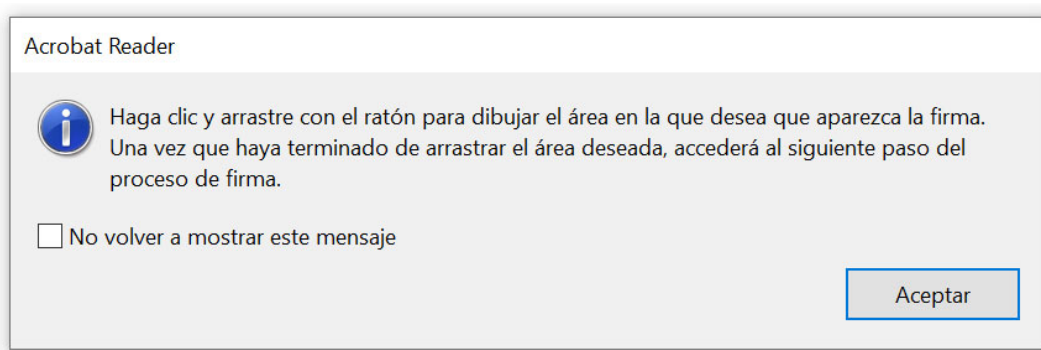 Acrobat Reader
Haga clic y arrastre con el ratón para dibujar el área en la que desea que aparezca la firma.
Una vez que haya terminado de arrastrar el área deseada, accederá al siguiente paso del
proceso de firma.
No volver a mostrar este mensaje
Aceptar